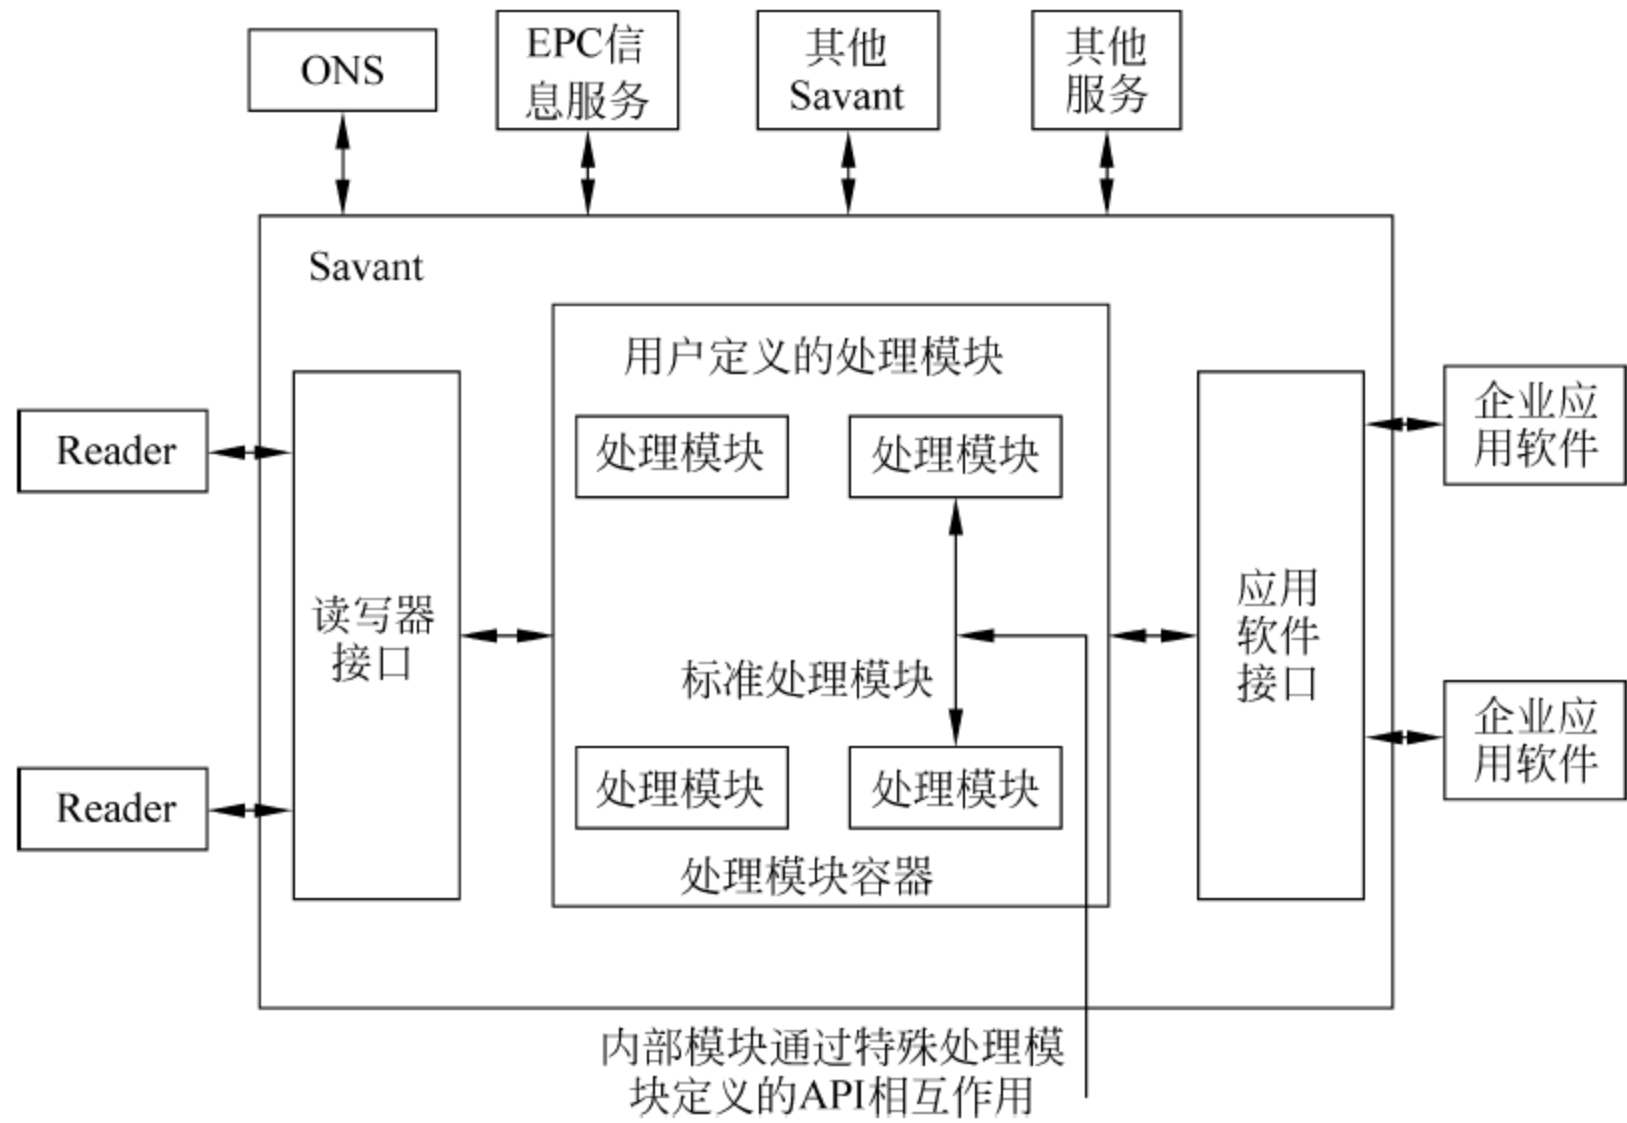 ONS
EPC信
息服务
其他
Savant
其他
服务
Savant
用户定义的处理模块
Reader
处理模块
处理模块
企业应
用软件
读写器
接口
标准处理模块
应用
软件
接口
Reader
处理模块
处理模块
企业应
用软件
处理模块容器
内部模块通过特殊处理模
块定义的API相互作用